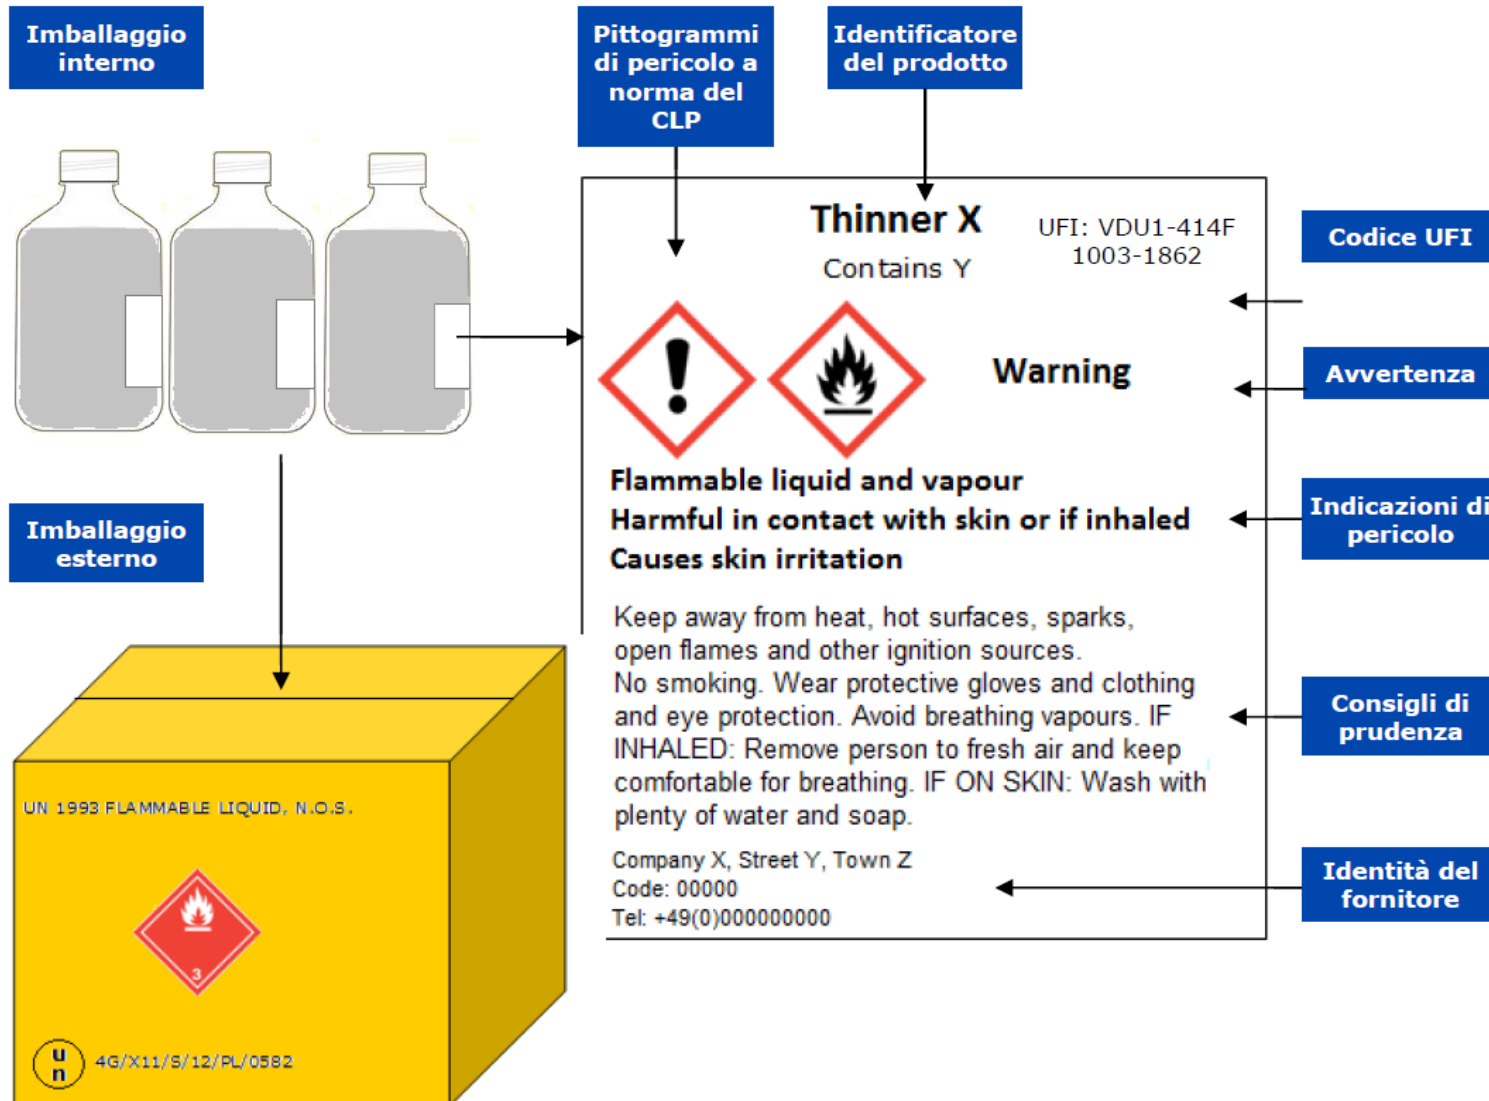 Imballaggio
interno
Pittogrammi
di pericolo a
norma del
CLP
Identificatore
del prodotto
Thinner X
Contains Y
UFI: VDU1-414F
1003-1862
Codice UFI
Warning
Avvertenza
Flammable liquid and vapour
Harmful in contact with skin or if inhaled
Causes skin irritation
Indicazioni di
pericolo
Imballaggio
esterno
Keep away from heat, hot surfaces, sparks,
open flames and other ignition sources.
No smoking. Wear protective gloves and clothing
and eye protection. Avoid breathing vapours. IF
INHALED: Remove person to fresh air and keep
comfortable for breathing. IF ON SKIN: Wash with
plenty of water and soap.
Consigli di
prudenza
Company X, Street Y, Town Z
Code: 00000
Tel: +49(0)000000000
Identità del
fornitore
UN 1993 FLAMMABLE LIQUID, N.O.S.
3
un
4G/X11/S/12/PL/0582